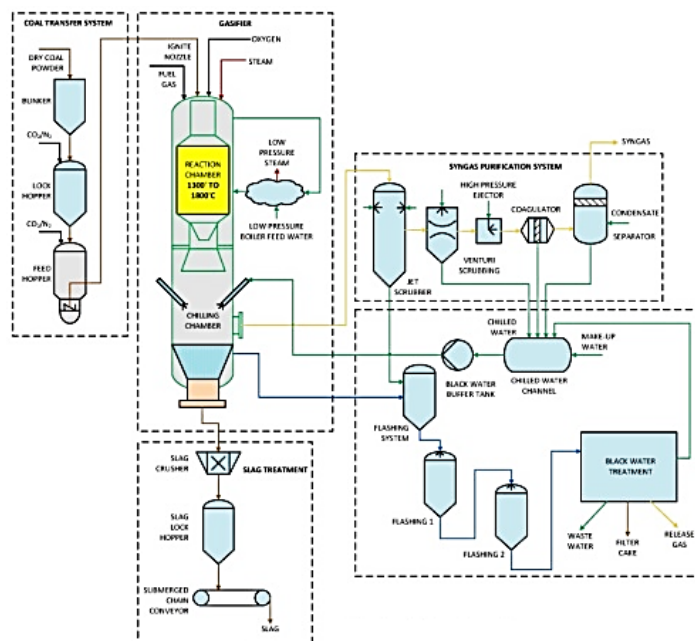 COAL TRANSFER SYSTEM
DRY COAL
POWDER
BUNKER
CO₂/N₂
LOCK
HOPPER
CO₂/N₂
FEED
HOPPER
GASIFIER
IGNITE
NOZZLE
OXYGEN
FUEL
GAS
STEAM
REACTION
CHAMBER
1300° TO
1800°C
LOW
PRESSURE
STEAM
LOW PRESSURE
BOILER FEED WATER
CHILLING
CHAMBER
SYNGAS
SYNGAS PURIFICATION SYSTEM
HIGH PRESSURE
EJECTOR
COAGULATOR
CONDENSATE
SEPARATOR
VENTURI
SCRUBBING
JET
SCRUBBER
CHILLED
WATER
MAKE-UP
WATER
BLACK WATER
BUFFER TANK
CHILLED WATER
CHANNEL
FLASHING
SYSTEM
FLASHING 1
FLASHING 2
BLACK WATER
TREATMENT
WASTE
WATER
FILTER
CAKE
RELEASE
GAS
SLAG
CRUSHER
SLAG TREATMENT
SLAG
LOCK
HOPPER
SUBMERGED
CHAIN
CONVEYOR
SLAG